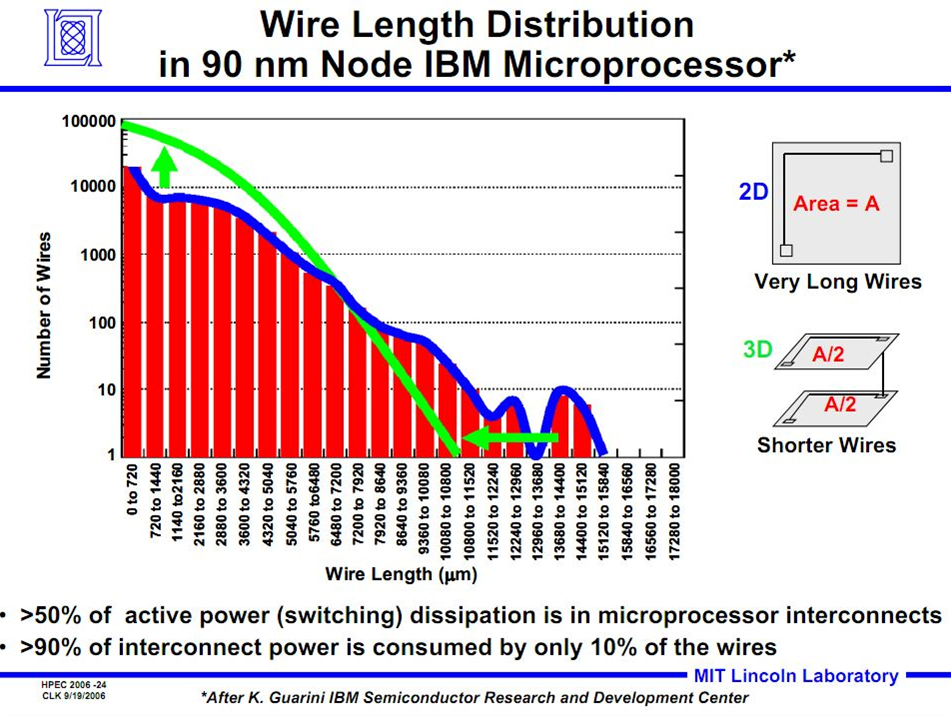 Wire Length Distribution
in 90 nm Node IBM Microprocessor*
Number of Wires
100000
10000
1000
100
10
1
0 to 720
720 to 1440
1140 to2160
2160 to 2880
2880 to 3600
3600 to 4320
4320 to 5040
5040 to 5760
5760 to6480
6480 to 7200
7200 to 7920
7920 to 8640
8640 to 9360
9360 to 10080
10080 to 10800
10800 to 11520
11520 to 12240
12240 to 12960
12960 to 13680
13680 to 14400
14400 to 15120
15120 to 15840
15840 to 16560
16560 to 17280
17280 to 18000
Wire Length (μm)
2D
Area = A
Very Long Wires
3D
A/2
A/2
Shorter Wires
• >50% of active power (switching) dissipation is in microprocessor interconnects
• >90% of interconnect power is consumed by only 10% of the wires
MIT Lincoln Laboratory
HPEC 2006 -24
CLK 9/19/2006
*After K. Guarini IBM Semiconductor Research and Development Center